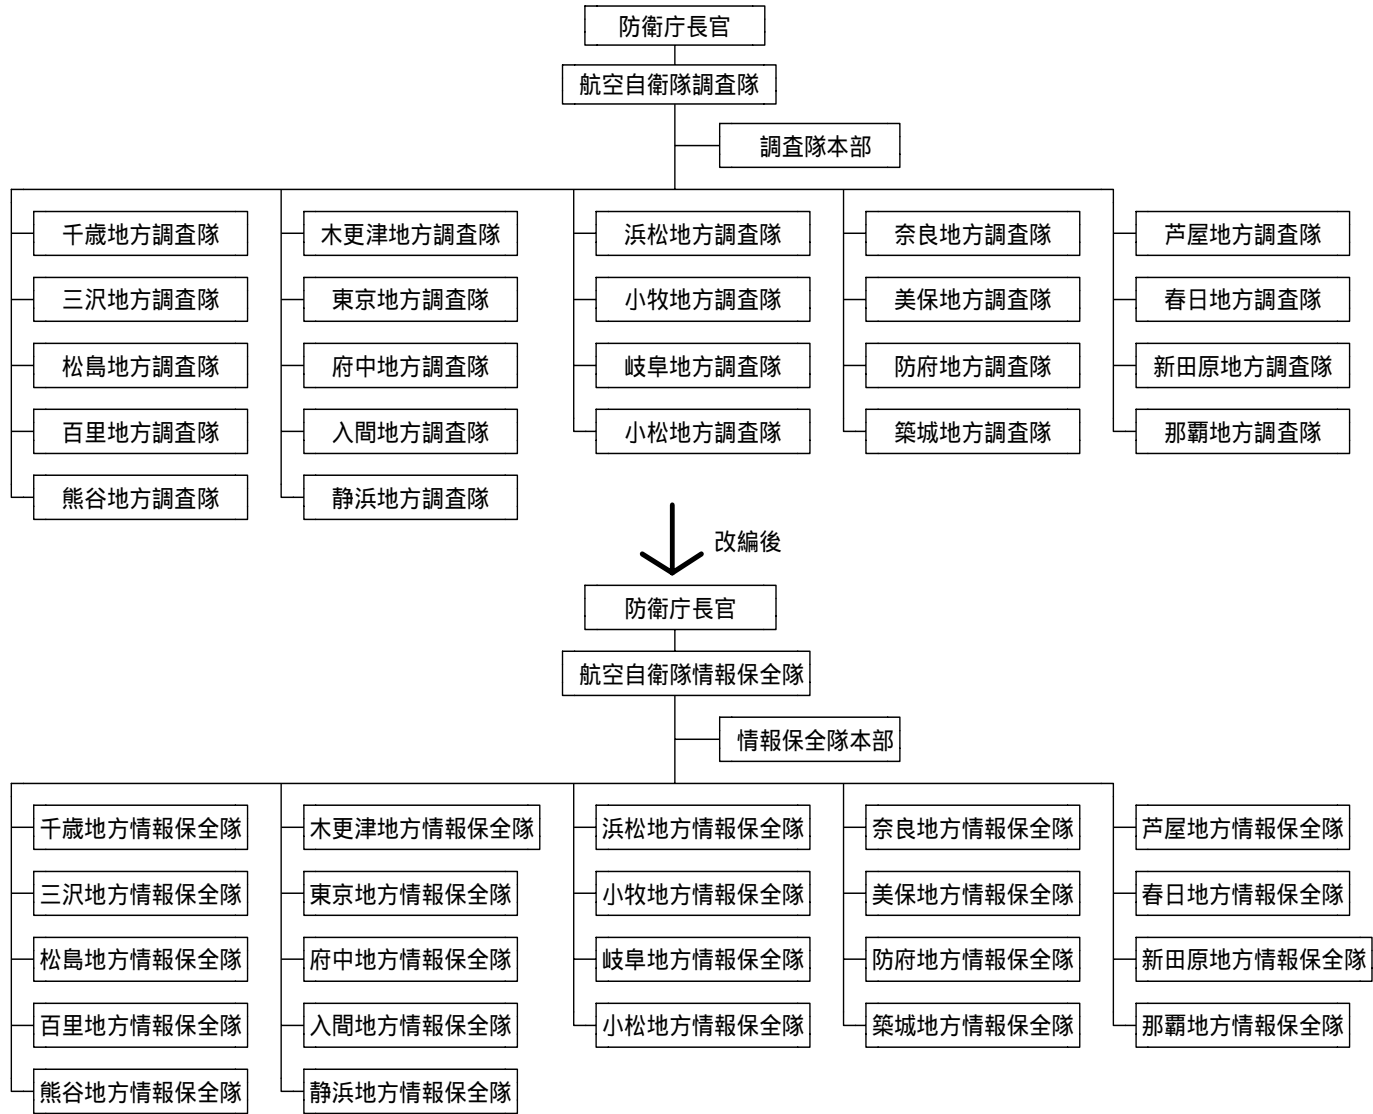 防衛庁長官
航空自衛隊調査隊
調査隊本部
千歳地方調査隊
木更津地方調査隊
浜松地方調査隊
奈良地方調査隊
芦屋地方調査隊
三沢地方調査隊
東京地方調査隊
小牧地方調査隊
美保地方調査隊
春日地方調査隊
松島地方調査隊
府中地方調査隊
岐阜地方調査隊
防府地方調査隊
新田原地方調査隊
百里地方調査隊
入間地方調査隊
小松地方調査隊
築城地方調査隊
那覇地方調査隊
熊谷地方調査隊
静浜地方調査隊
改編後
防衛庁長官
航空自衛隊情報保全隊
情報保全隊本部
千歳地方情報保全隊
木更津地方情報保全隊
浜松地方情報保全隊
奈良地方情報保全隊
芦屋地方情報保全隊
三沢地方情報保全隊
東京地方情報保全隊
小牧地方情報保全隊
美保地方情報保全隊
春日地方情報保全隊
松島地方情報保全隊
府中地方情報保全隊
岐阜地方情報保全隊
防府地方情報保全隊
新田原地方情報保全隊
百里地方情報保全隊
入間地方情報保全隊
小松地方情報保全隊
築城地方情報保全隊
那覇地方情報保全隊
熊谷地方情報保全隊
静浜地方情報保全隊